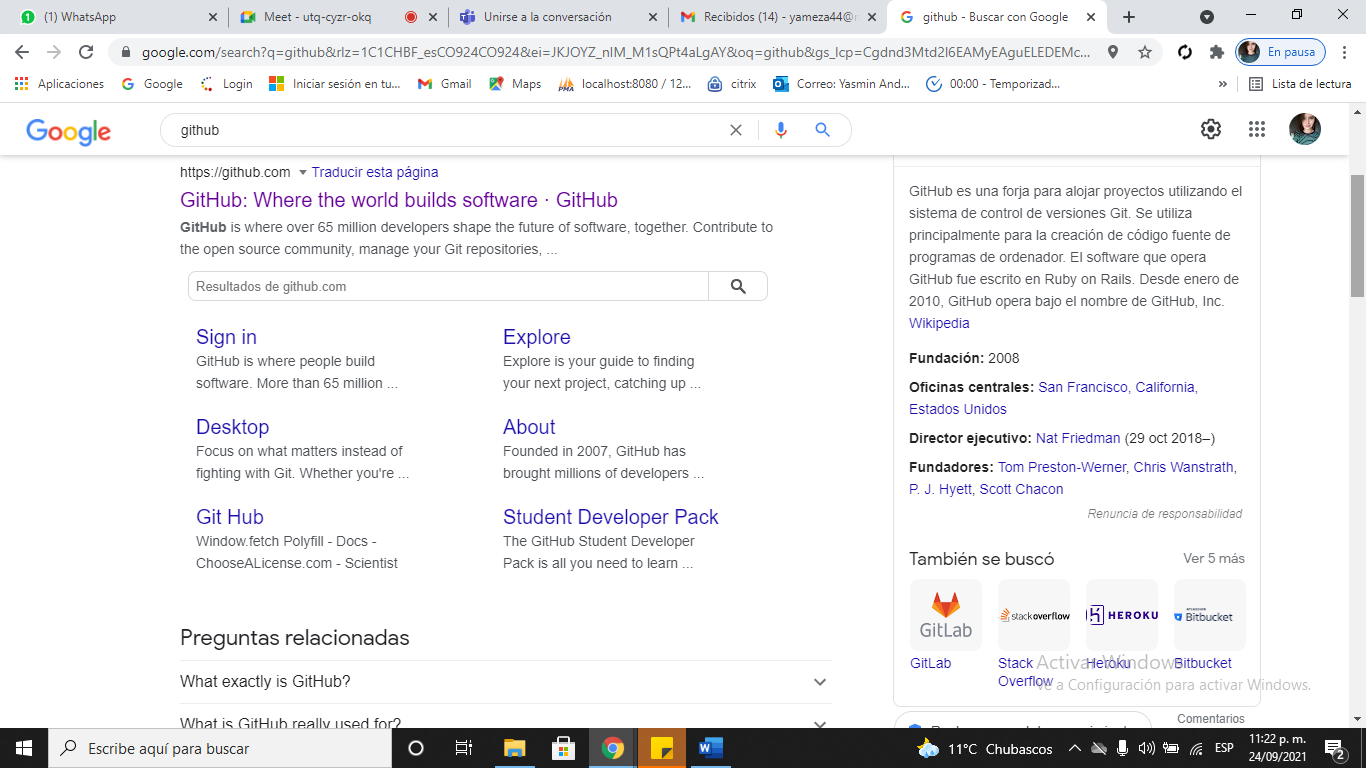 (1) WhatsApp
Meet - utq-cyzr-okq
Unirse a la conversación
Recibidos (14) - yameza44@
github - Buscar con Google
google.com/search?q=github&rlz=1C1CHBF_esCO924CO924&ei=JKJOYZ_nIM_M1sQPt4aLgAY&oq=github&gs_lcp=Cgdnd3Mtd2l6EAMyEAguELEDEMc...
En pausa
Aplicaciones
Google
Login
Iniciar sesión en tu...
Gmail
Maps
localhost:8080 / 12...
citrix
Correo: Yasmin And...
00:00 - Temporizad...
»
Lista de lectura
Google
github
https://github.com
Traducir esta página
GitHub: Where the world builds software · GitHub
GitHub is where over 65 million developers shape the future of software, together. Contribute to
the open source community, manage your Git repositories, ...
Resultados de github.com
Sign in
GitHub is where people build
software. More than 65 million ...
Explore
Explore is your guide to finding
your next project, catching up ...
Desktop
Focus on what matters instead of
fighting with Git. Whether you're ...
About
Founded in 2007, GitHub has
brought millions of developers ...
Git Hub
Window.fetch Polyfill - Docs -
ChooseALicense.com - Scientist
Student Developer Pack
The GitHub Student Developer
Pack is all you need to learn ...
Preguntas relacionadas
What exactly is GitHub?
What is GitHub really used for?
GitHub es una forja para alojar proyectos utilizando el
sistema de control de versiones Git. Se utiliza
principalmente para la creación de código fuente de
programas de ordenador. El software que opera
GitHub fue escrito en Ruby on Rails. Desde enero de
2010, GitHub opera bajo el nombre de GitHub, Inc.
Wikipedia
Fundación: 2008
Oficinas centrales: San Francisco, California,
Estados Unidos
Director ejecutivo: Nat Friedman (29 oct 2018–)
Fundadores: Tom Preston-Werner, Chris Wanstrath,
P. J. Hyett, Scott Chacon
Renuncia de responsabilidad
También se buscó
Ver 5 más
GitLab
stackoverflow
HEROKU
Bitbucket
GitLab
Stack
Overflow
Heroku
Bitbucket
Activar Windows
Ve a Configuración para activar Windows.
Comentarios
Escribe aquí para buscar
11°C Chubascos
ESP
11:22 p. m.
24/09/2021
2